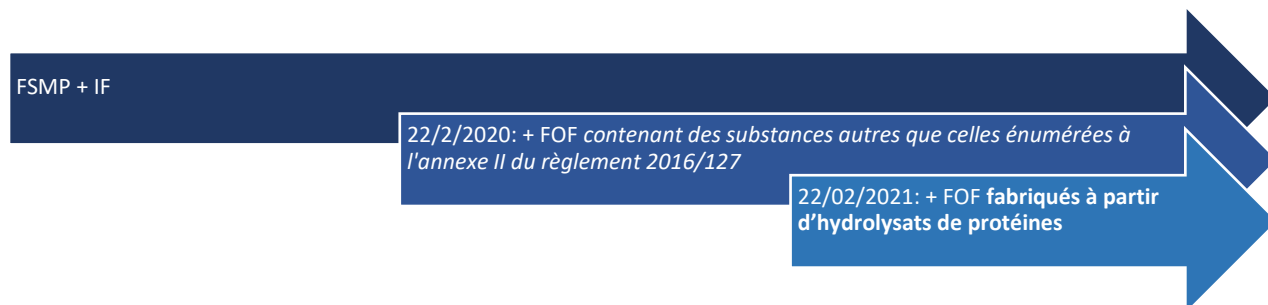 FSMP + IF
22/2/2020: + FOF contenant des substances autres que celles énumérées à
l'annexe II du règlement 2016/127
22/02/2021: + FOF fabriqués à partir
d’hydrolysats de protéines